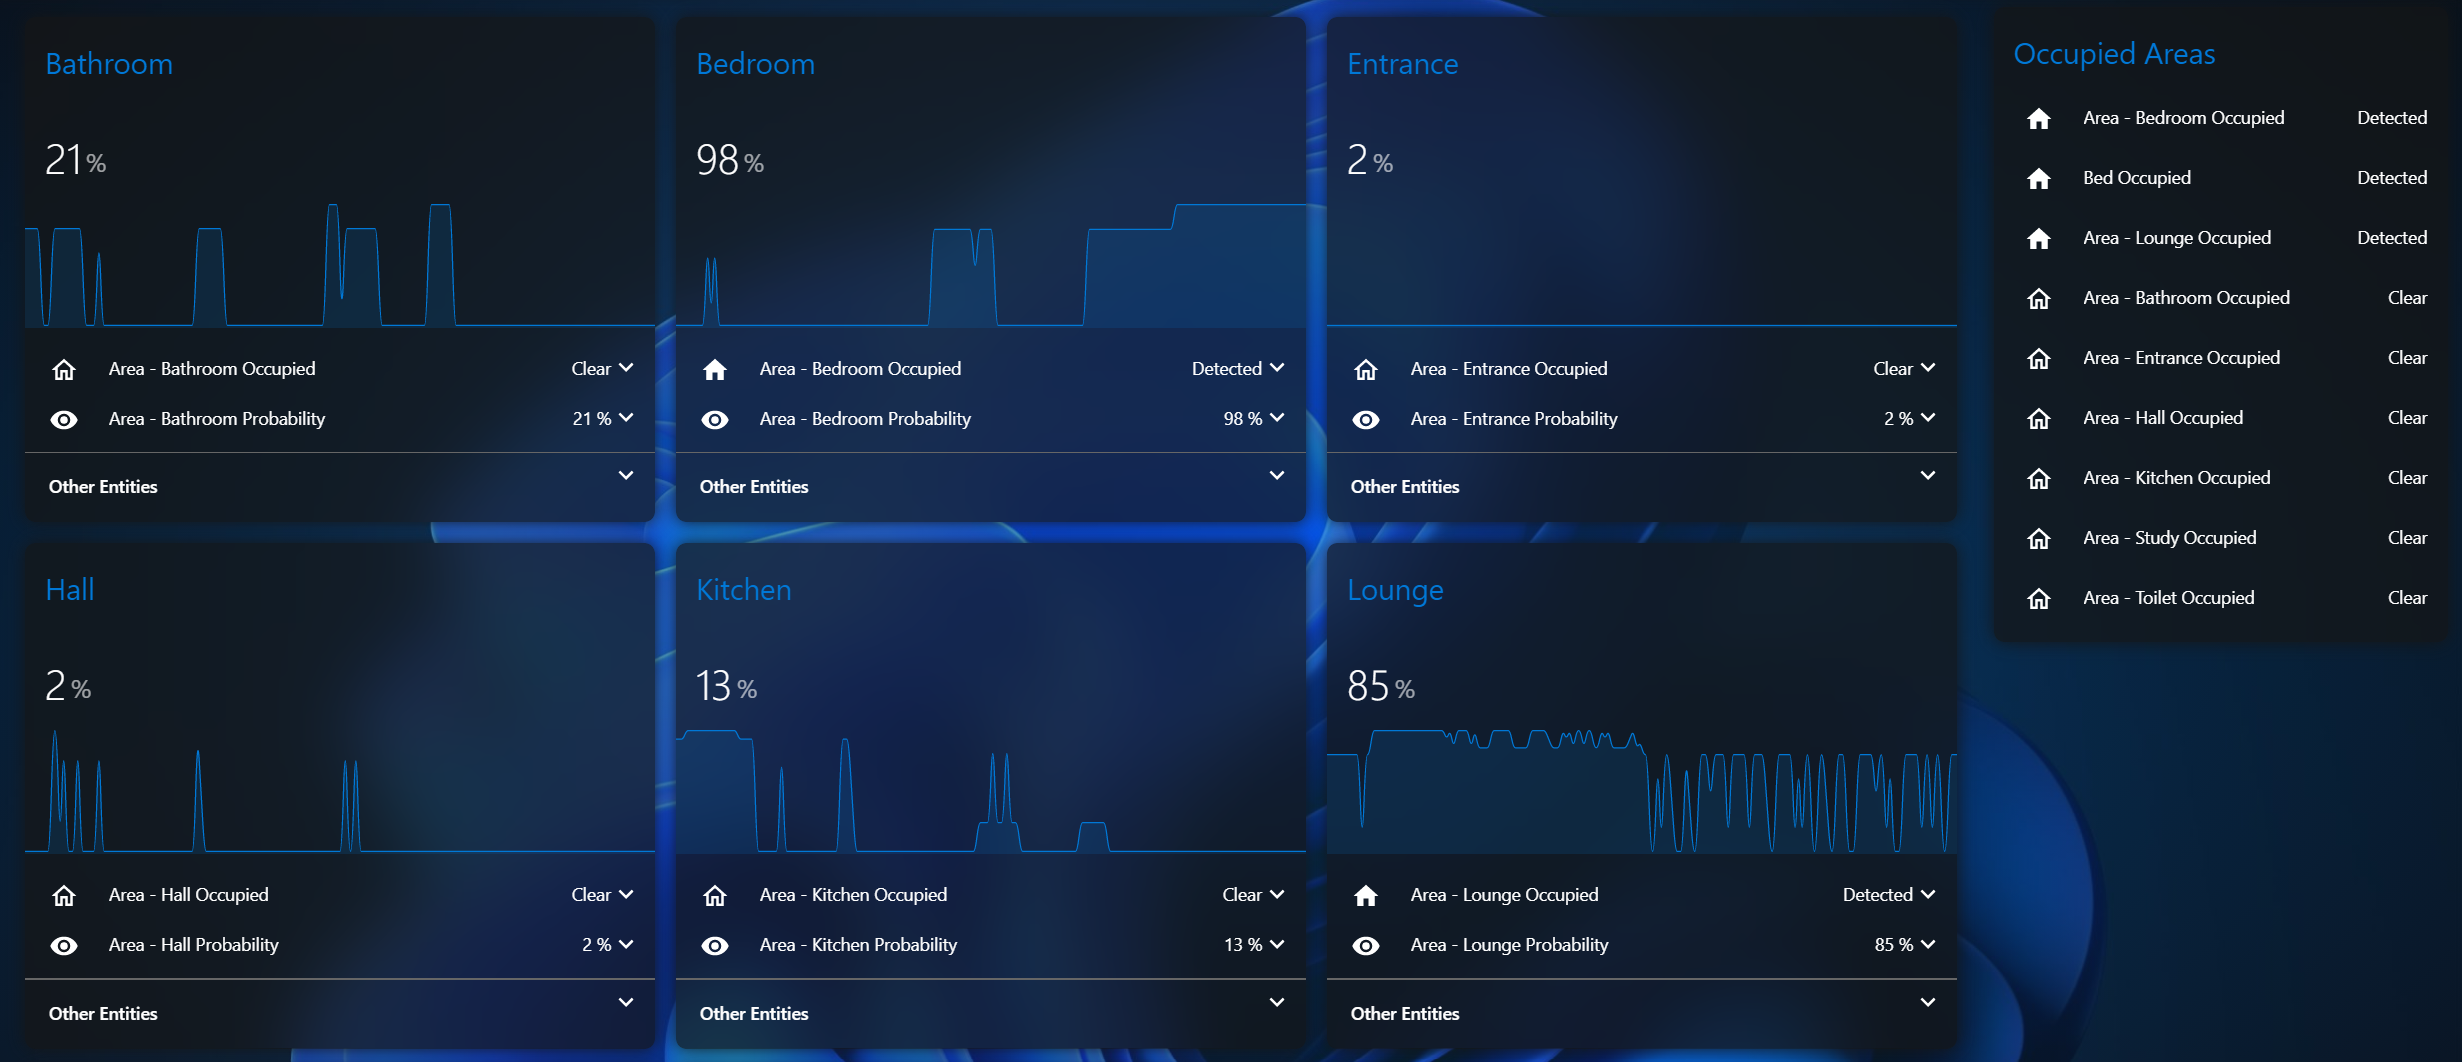 Bathroom
21 %
Area - Bathroom Occupied Clear
Area - Bathroom Probability 21 %
Other Entities
Bedroom
98 %
Area - Bedroom Occupied Detected
Area - Bedroom Probability 98 %
Other Entities
Entrance
2 %
Area - Entrance Occupied Clear
Area - Entrance Probability 2 %
Other Entities
Hall
2 %
Area - Hall Occupied Clear
Area - Hall Probability 2 %
Other Entities
Kitchen
13 %
Area - Kitchen Occupied Clear
Area - Kitchen Probability 13 %
Other Entities
Lounge
85 %
Area - Lounge Occupied Detected
Area - Lounge Probability 85 %
Other Entities
Occupied Areas
Area - Bedroom Occupied Detected
Bed Occupied Detected
Area - Lounge Occupied Detected
Area - Bathroom Occupied Clear
Area - Entrance Occupied Clear
Area - Hall Occupied Clear
Area - Kitchen Occupied Clear
Area - Study Occupied Clear
Area - Toilet Occupied Clear